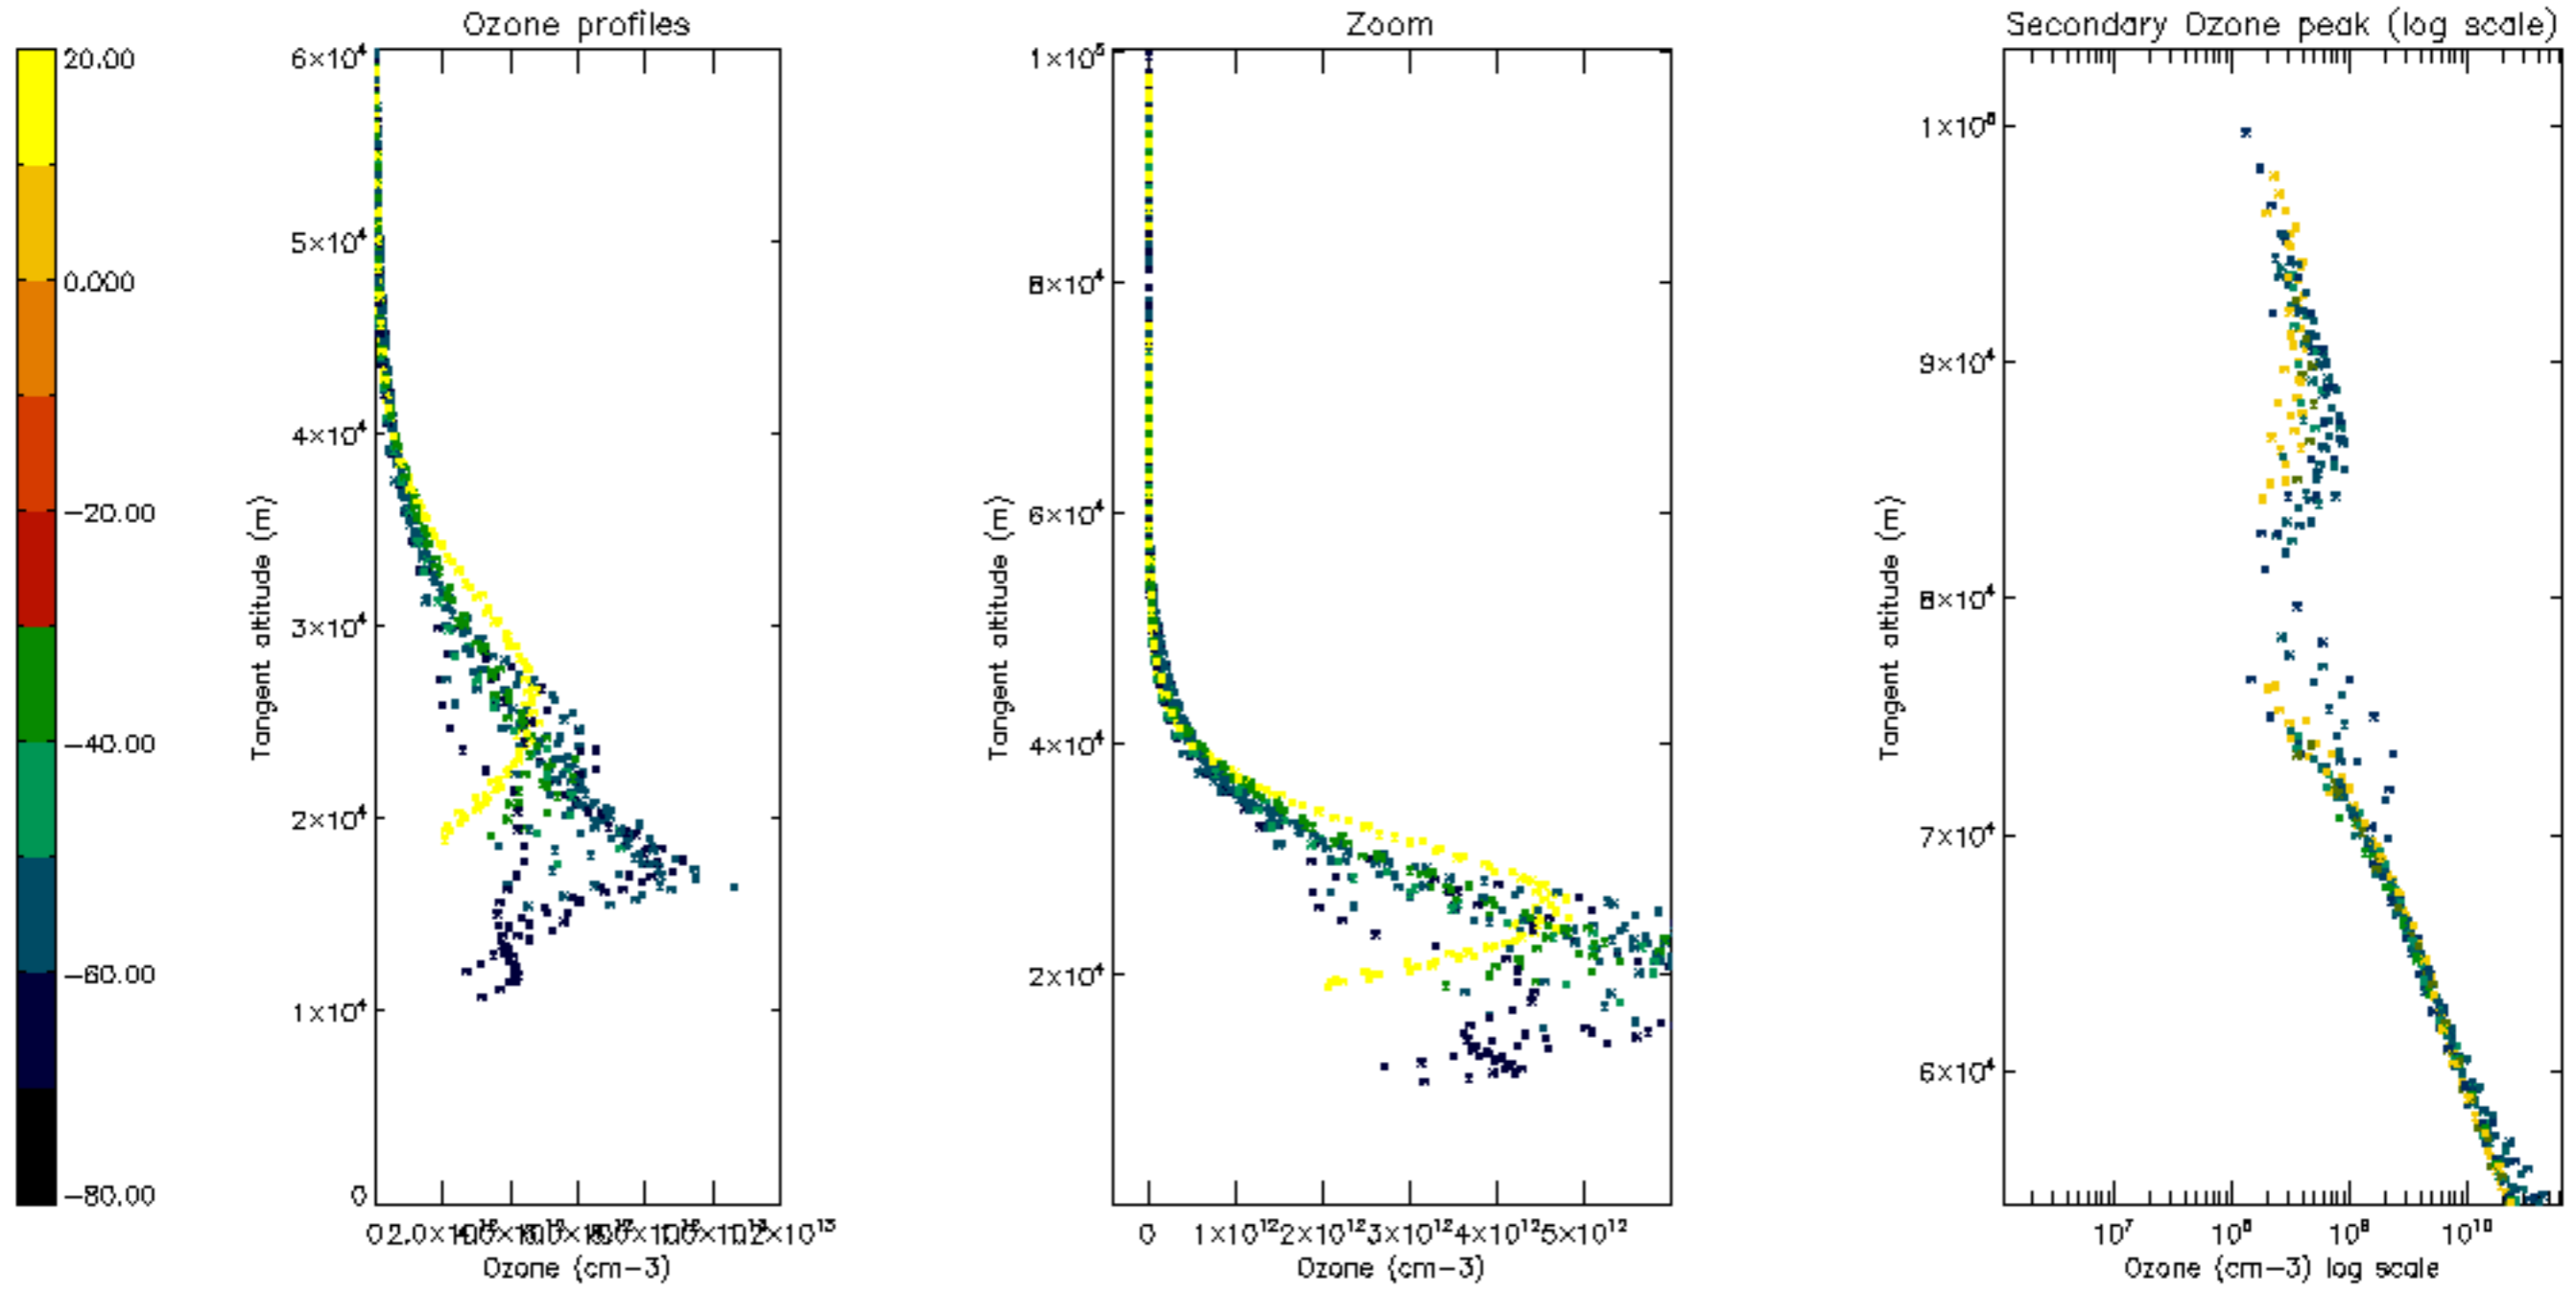 Ozone profiles
Zoom
Secondary Ozone peak (log scale)
20.00
0.000
−20.00
−40.00
−60.00
−80.00
6×10⁴
5×10⁴
4×10⁴
3×10⁴
2×10⁴
1×10⁴
0
Tangent altitude (m)
Ozone (cm−3)
1×10⁵
8×10⁴
6×10⁴
4×10⁴
2×10⁴
Tangent altitude (m)
0 1×10¹² 2×10¹² 3×10¹² 4×10¹² 5×10¹²
Ozone (cm−3)
1×10⁵
9×10⁴
8×10⁴
7×10⁴
6×10⁴
Tangent altitude (m)
10⁷ 10⁸ 10⁹ 10¹⁰
Ozone (cm−3) log scale